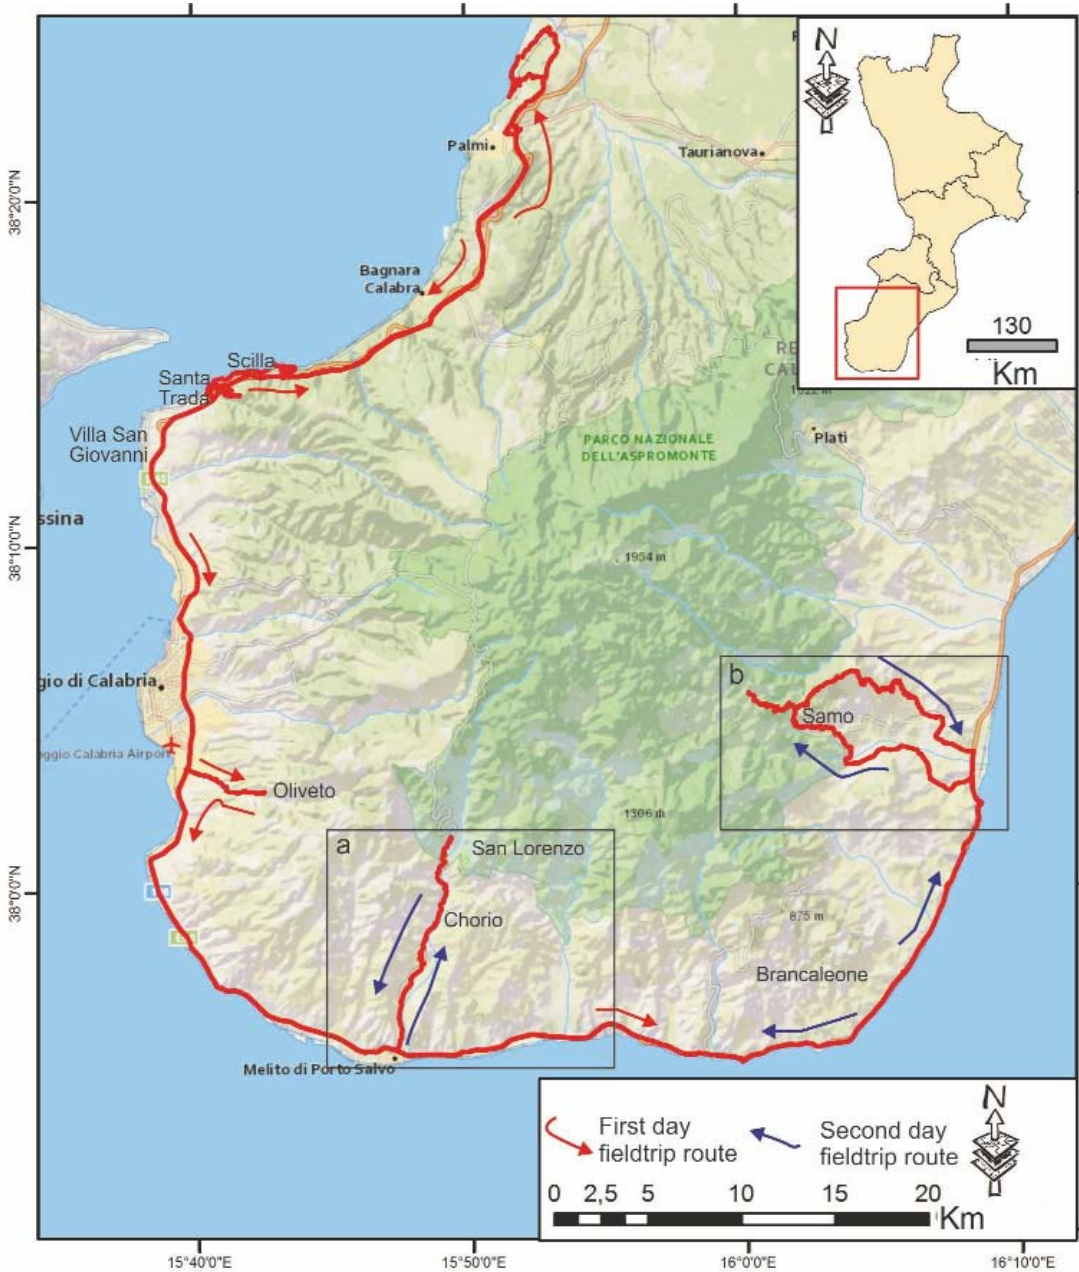 N
130
Km
Palmi
Taurianova
38°20'0"N
Bagnara
Calabra
Scilla
Santa
Trada
Villa San
Giovanni
PARCO NAZIONALE
DELL'ASPROMONTE
Plati
ssina
38°10'0"N
1954 m
gio di Calabria
b
Samo
eggio Calabria Airport
Oliveto
1306 m
a
San Lorenzo
38°0'0"N
Chorio
875 m
Brancaleone
Melito di Porto Salvo
First day
fieldtrip route
Second day
fieldtrip route
N
0 2,5 5 10 15 20
Km
15°40'0"E
15°50'0"E
16°0'0"E
16°10'0"E